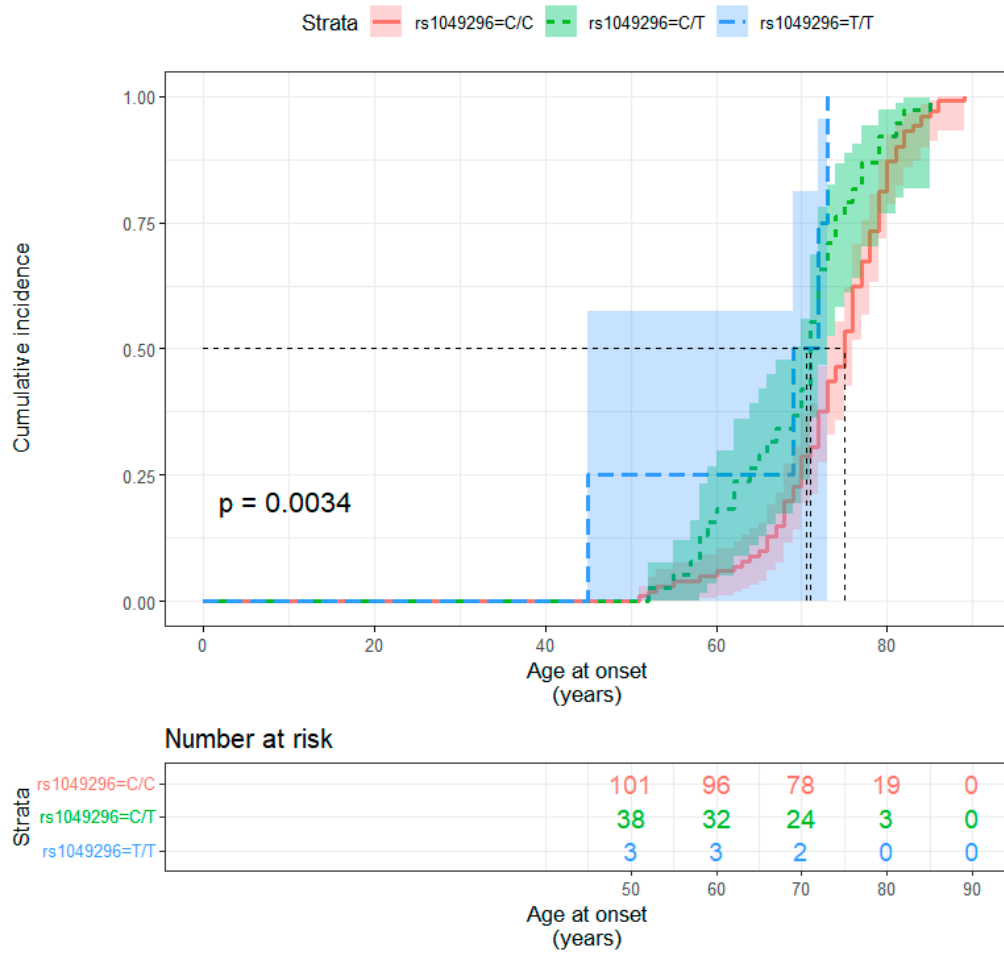 Strata rs1049296=C/C rs1049296=C/T rs1049296=T/T
Cumulative incidence
1.00
0.75
0.50
0.25
0.00
p = 0.0034
0 20 40 60 80
Age at onset
(years)
Number at risk
Strata
rs1049296=C/C 101 96 78 19 0
rs1049296=C/T 38 32 24 3 0
rs1049296=T/T 3 3 2 0 0
50 60 70 80 90
Age at onset
(years)